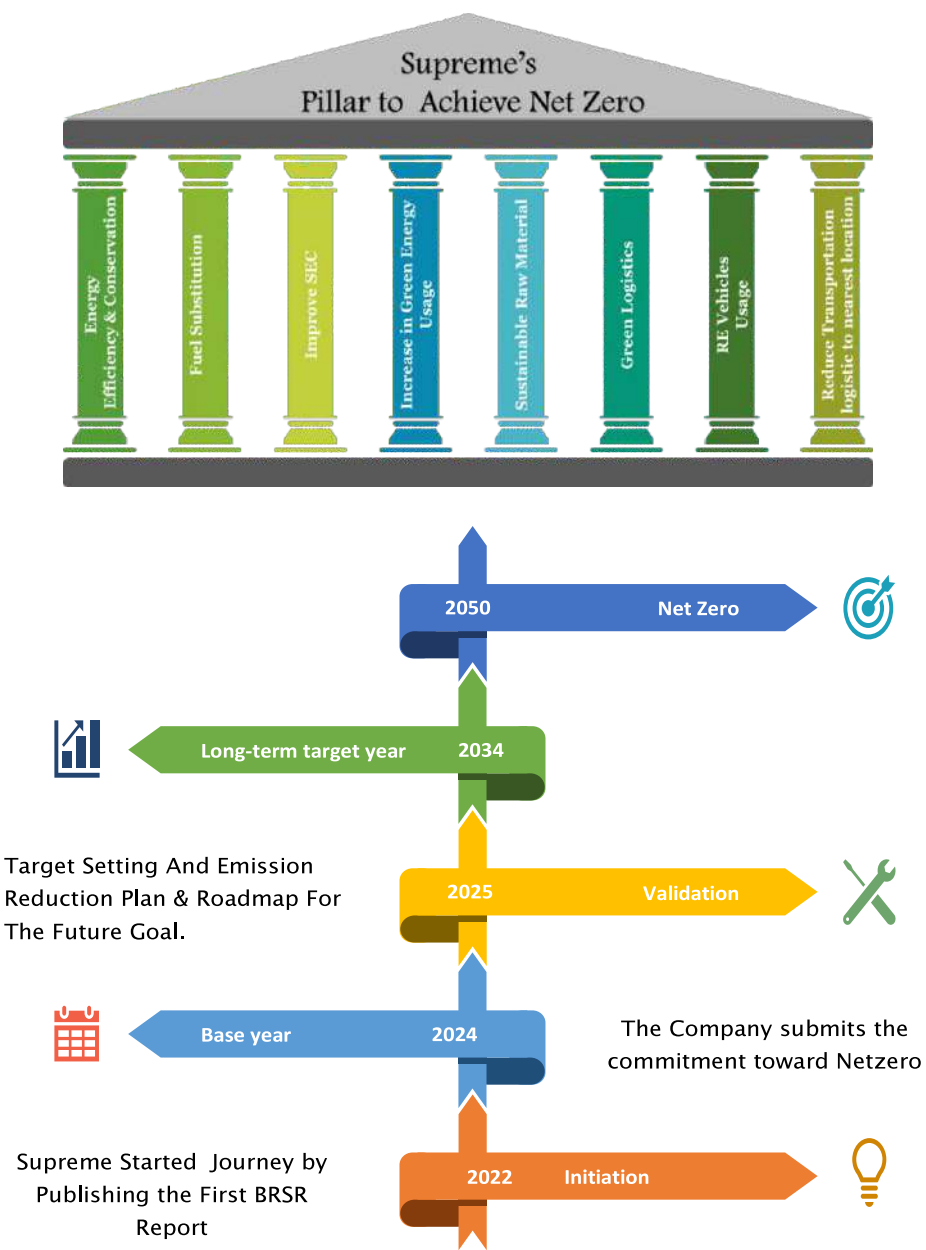 Supreme's
Pillar to Achieve Net Zero
Energy
Efficiency & Conservation
Fuel Substitution
Improve SEC
Increase in Green Energy
Usage
Sustainable Raw Material
Green Logistics
RE Vehicles
Usage
Reduce Transportation
logistic to nearest location
2050 Net Zero
Long-term target year 2034
Target Setting And Emission
Reduction Plan & Roadmap For
The Future Goal.
2025 Validation
Base year 2024
The Company submits the
commitment toward Netzero
Supreme Started Journey by
Publishing the First BRSR
Report
2022 Initiation